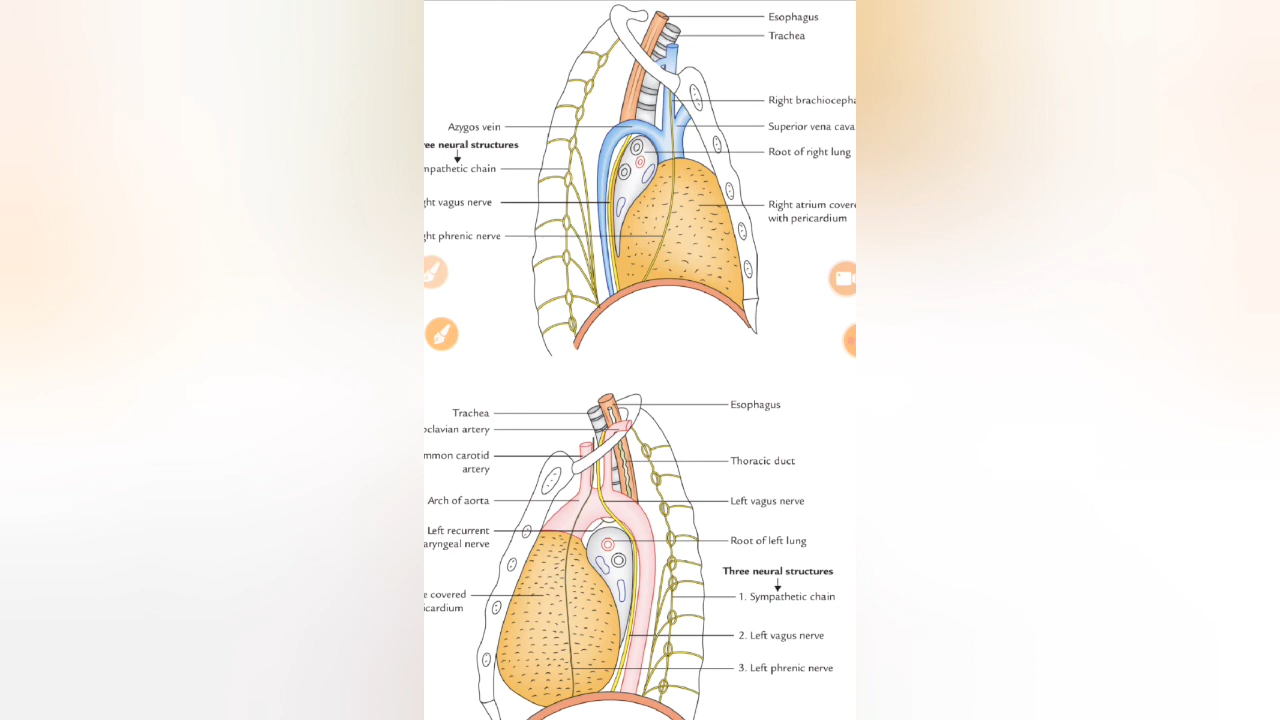 Esophagus
Trachea
Right brachiocepha
Azygos vein
Superior vena cava
ree neural structures
Root of right lung
mpathetic chain
ght vagus nerve
Right atrium covere
with pericardium
ght phrenic nerve
Esophagus
Trachea
oclavian artery
mmon carotid
artery
Thoracic duct
Arch of aorta
Left vagus nerve
Left recurrent
aryngeal nerve
Root of left lung
Three neural structures
e covered
icardium
1. Sympathetic chain
2. Left vagus nerve
3. Left phrenic nerve